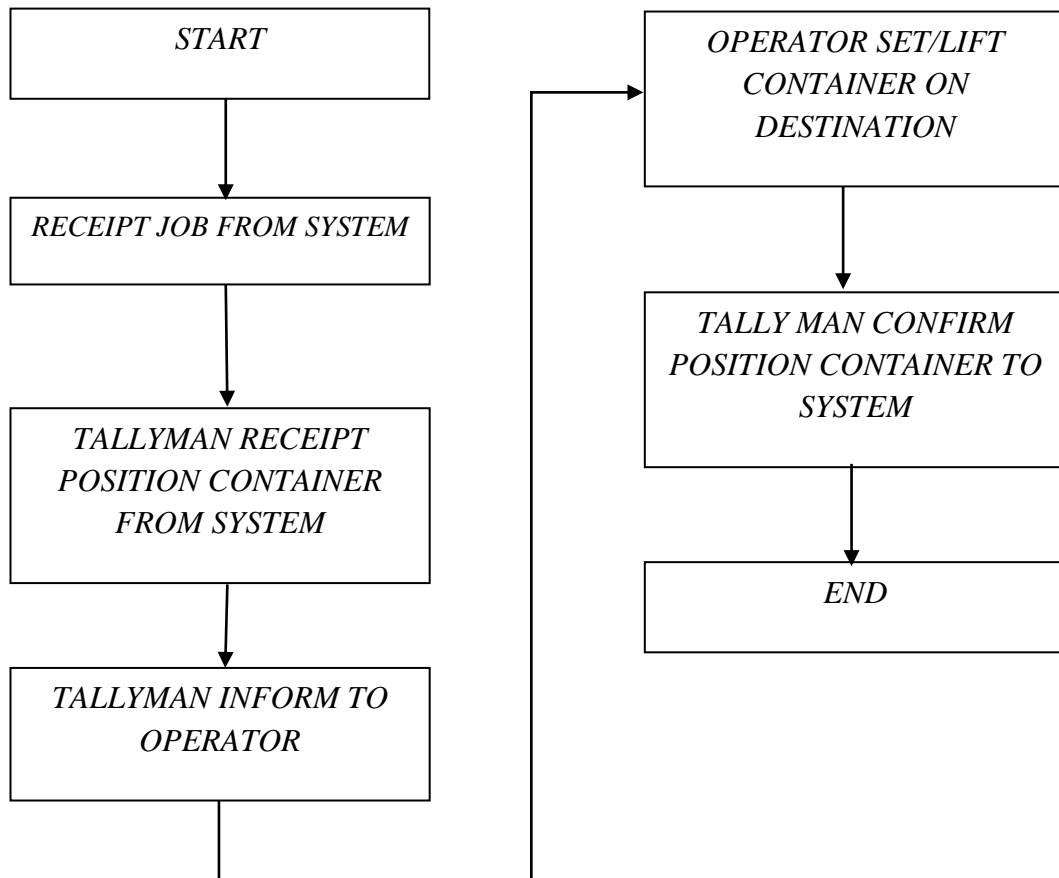 START
RECEIPT JOB FROM SYSTEM
TALLYMAN RECEIPT
POSITION CONTAINER
FROM SYSTEM
TALLYMAN INFORM TO
OPERATOR
OPERATOR SET/LIFT
CONTAINER ON
DESTINATION
TALLY MAN CONFIRM
POSITION CONTAINER TO
SYSTEM
END